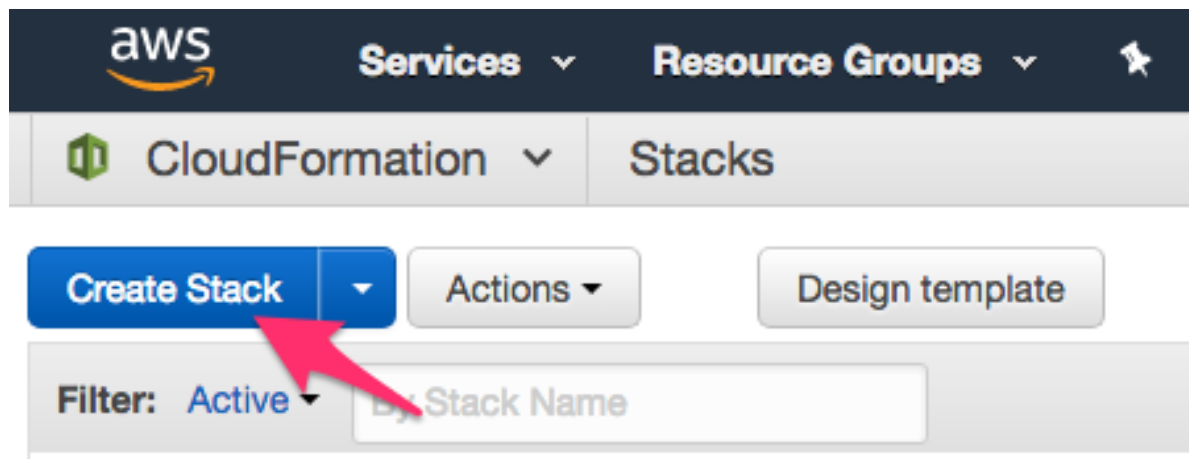 aws Services Resource Groups
CloudFormation Stacks
Create Stack Actions Design template
Filter: Active By Stack Name